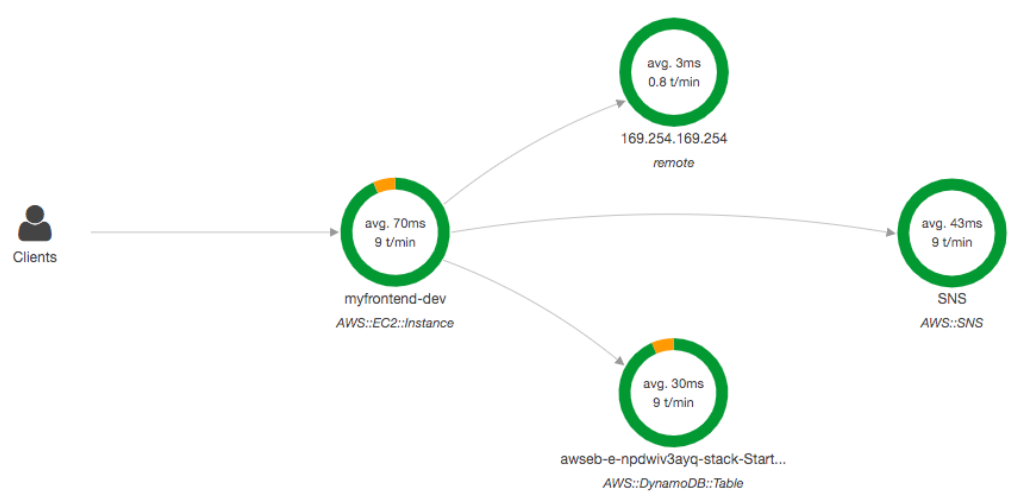 avg. 3ms
0.8 t/min
169.254.169.254
remote
Clients
avg. 70ms
9 t/min
myfrontend-dev
AWS::EC2::Instance
avg. 43ms
9 t/min
SNS
AWS::SNS
avg. 30ms
9 t/min
awseb-e-npdwiv3ayq-stack-Start...
AWS::DynamoDB::Table